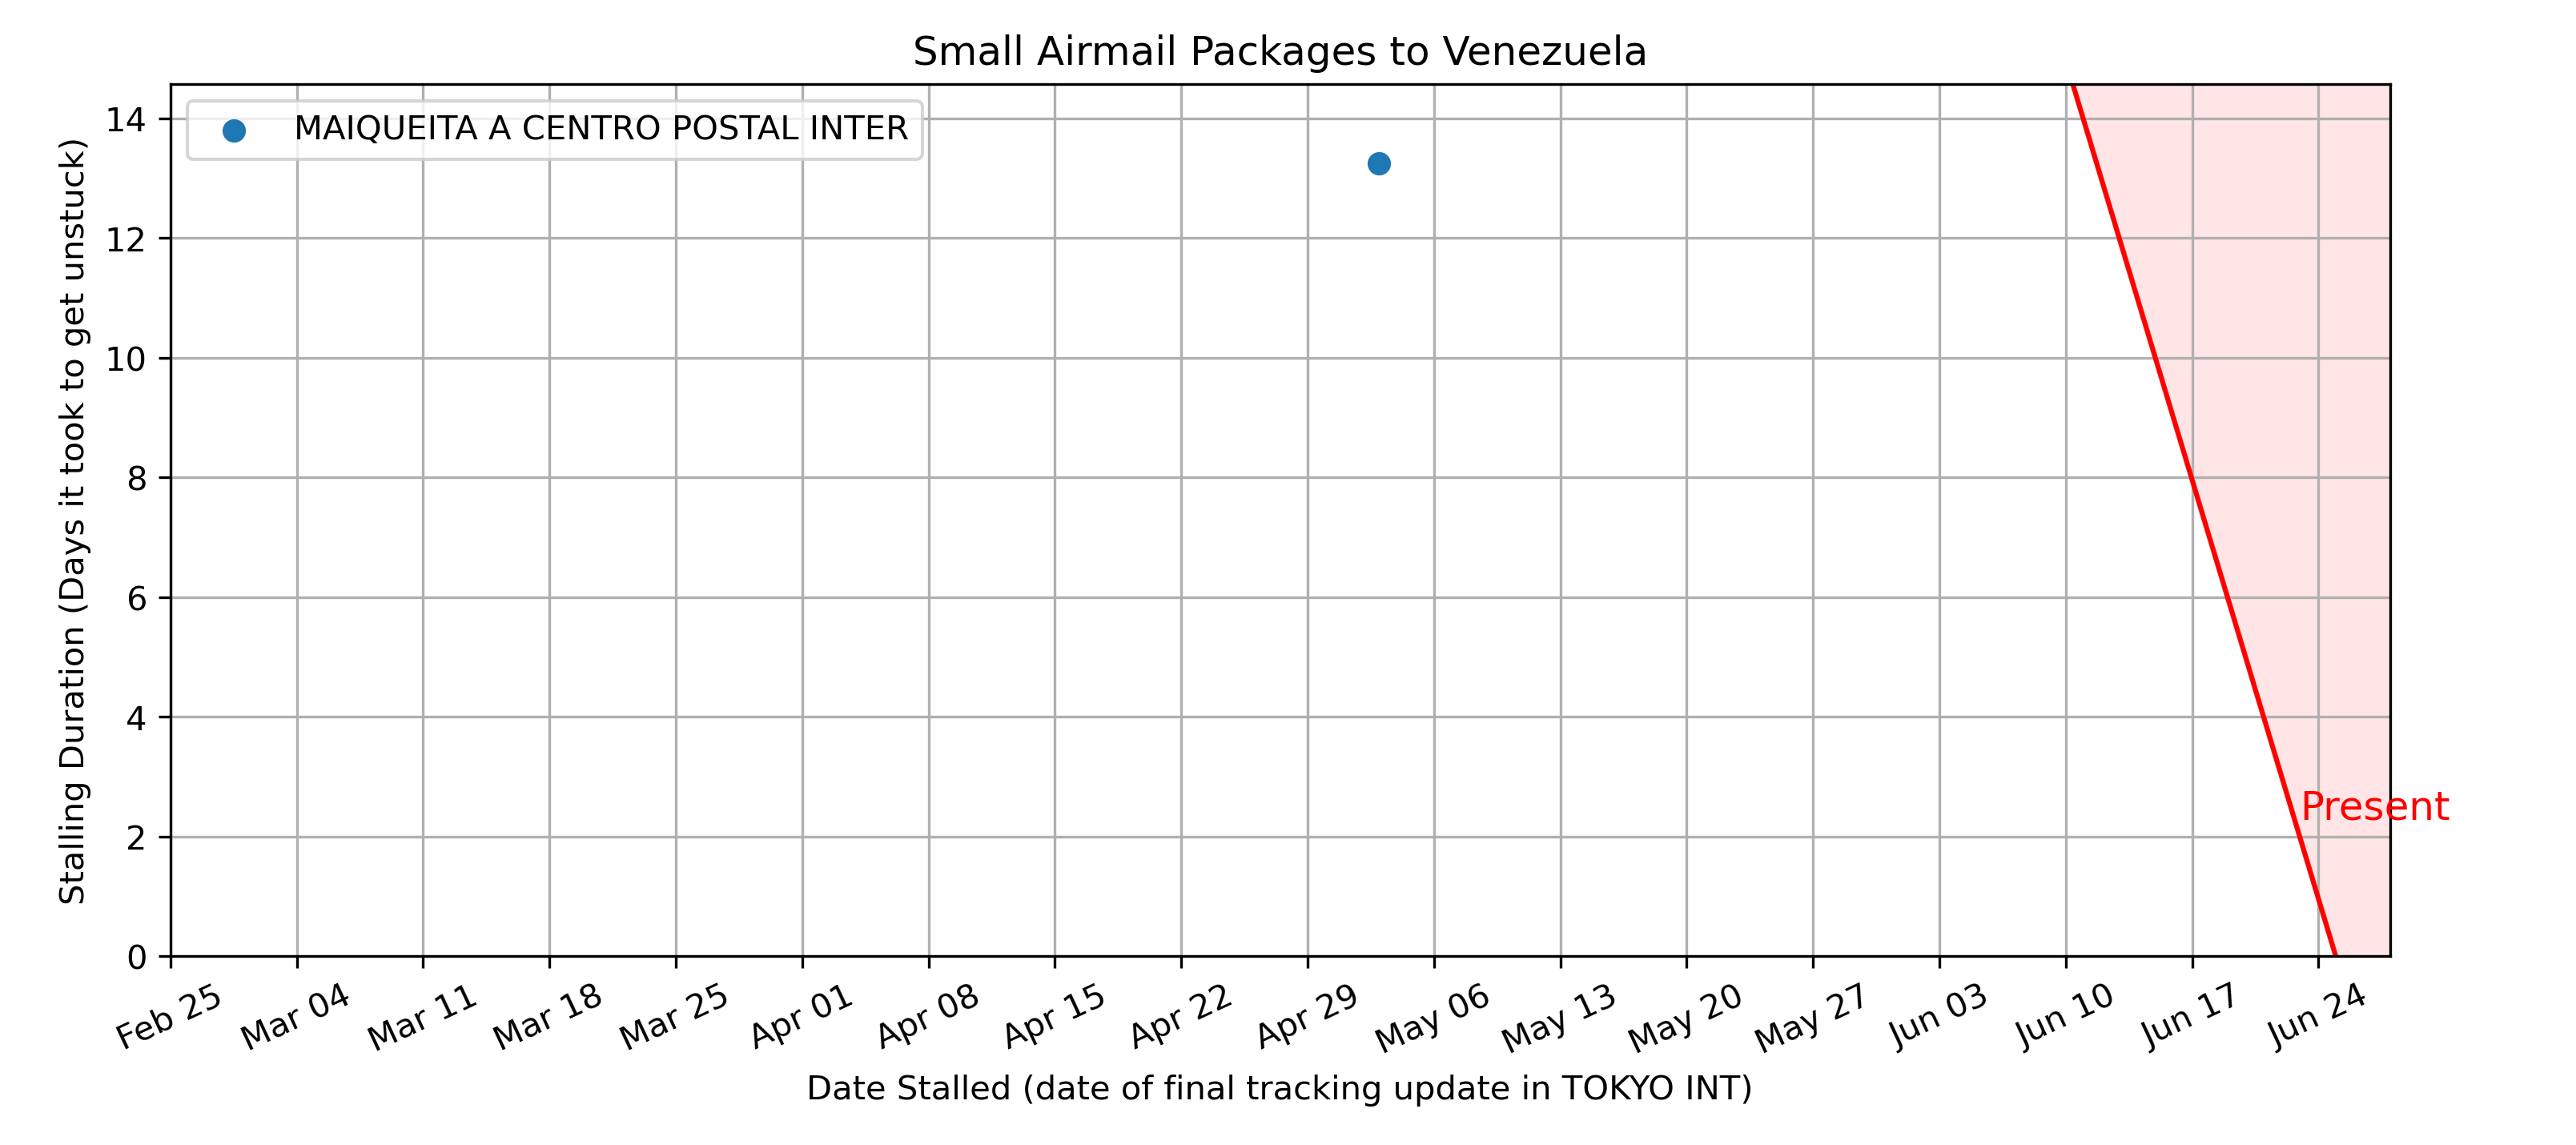 Small Airmail Packages to Venezuela
MAIQUEITA A CENTRO POSTAL INTER
Stalling Duration (Days it took to get unstuck)
14
12
10
8
6
4
2
0
Present
Feb 25
Mar 04
Mar 11
Mar 18
Mar 25
Apr 01
Apr 08
Apr 15
Apr 22
Apr 29
May 06
May 13
May 20
May 27
Jun 03
Jun 10
Jun 17
Jun 24
Date Stalled (date of final tracking update in TOKYO INT)